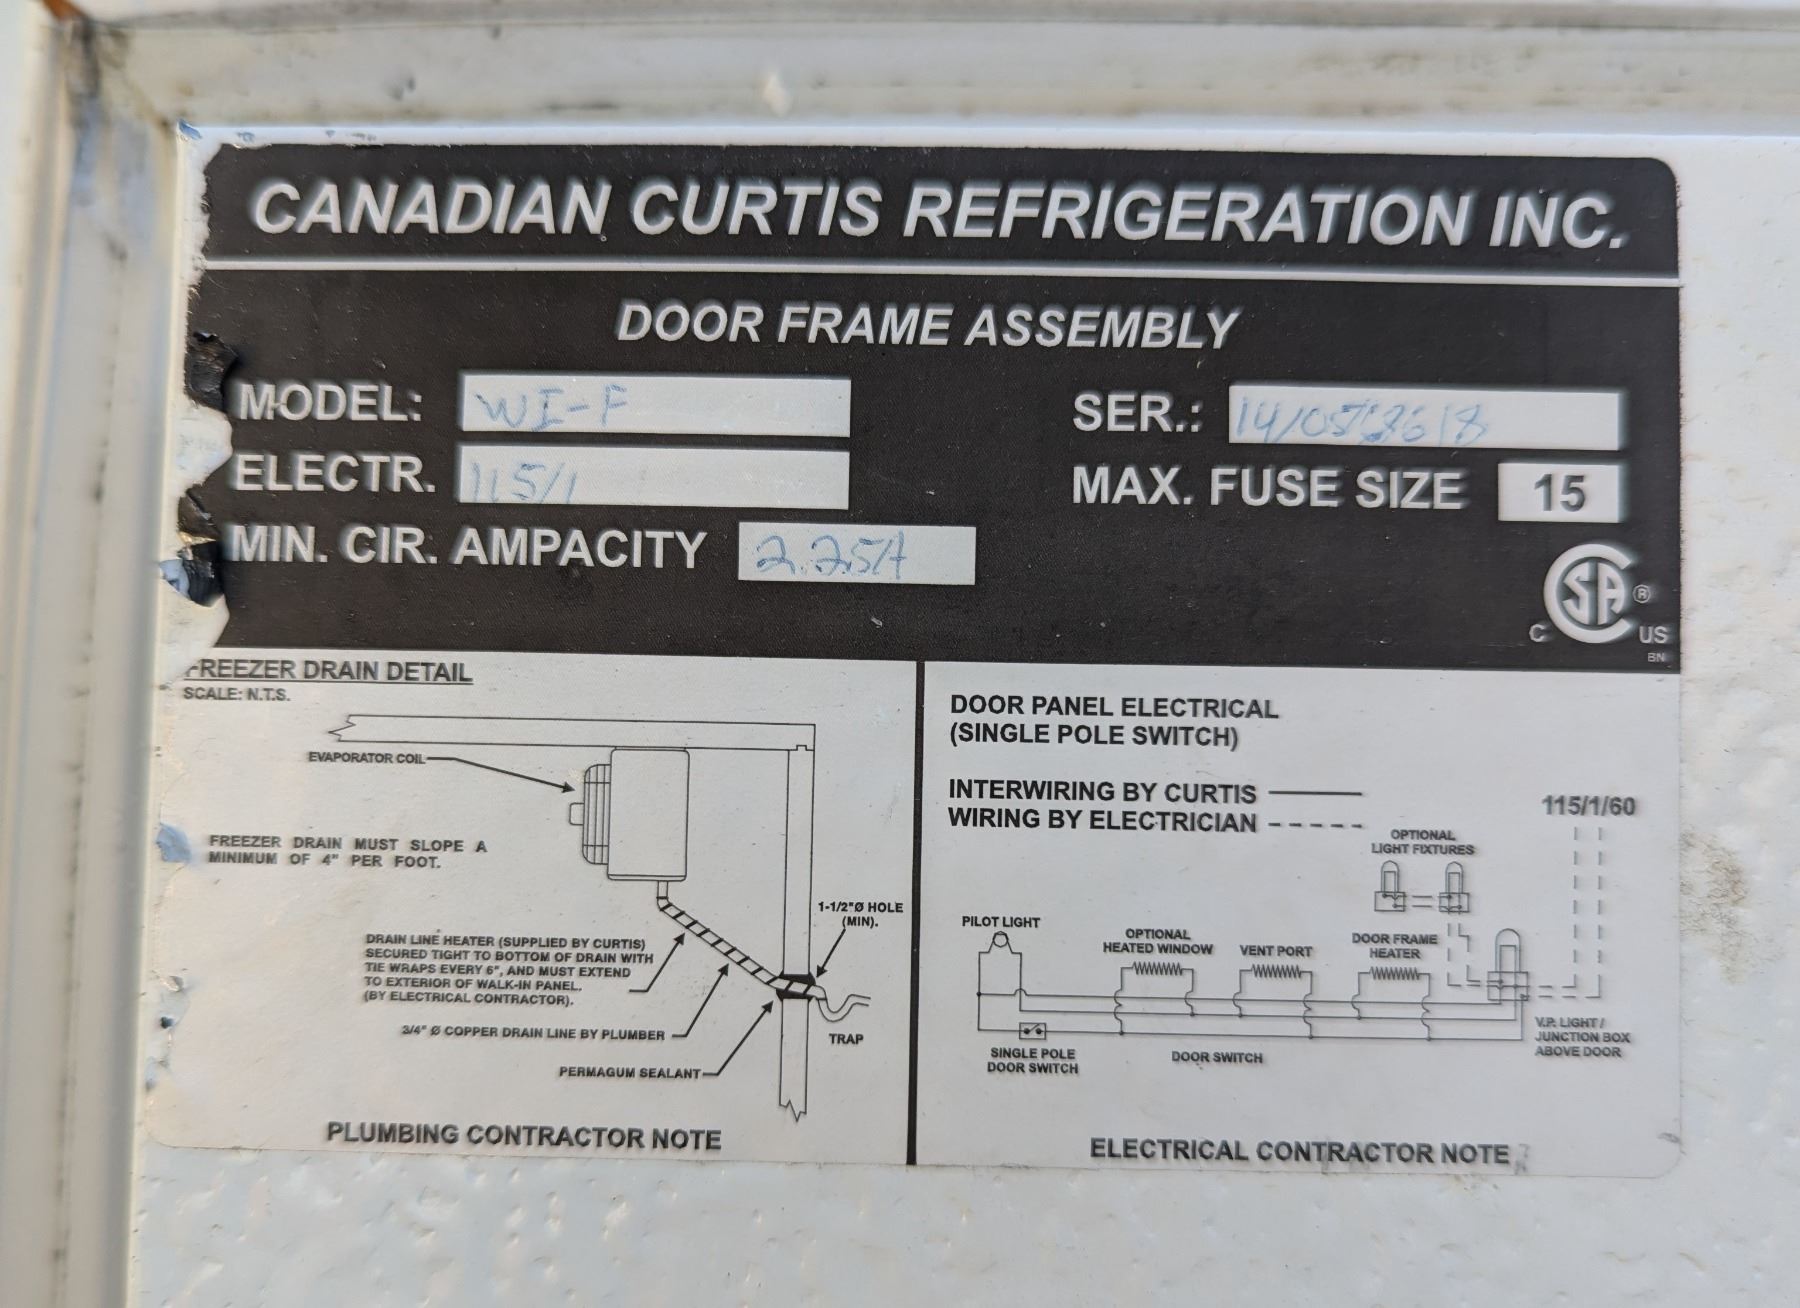 CANADIAN CURTIS REFRIGERATION INC.
DOOR FRAME ASSEMBLY
MODEL: WI-F
SER.:
ELECTR. 115/1
MAX. FUSE SIZE 15
MIN. CIR. AMPACITY 2.25A
CSA ®
C US
BN
FREEZER DRAIN DETAIL
SCALE: N.T.S.
EVAPORATOR COIL
FREEZER DRAIN MUST SLOPE A
MINIMUM OF 4" PER FOOT.
1-1/2"Ø HOLE
(MIN).
DRAIN LINE HEATER (SUPPLIED BY CURTIS)
SECURED TIGHT TO BOTTOM OF DRAIN WITH
TIE WRAPS EVERY 6", AND MUST EXTEND
TO EXTERIOR OF WALK-IN PANEL.
(BY ELECTRICAL CONTRACTOR).
3/4" Ø COPPER DRAIN LINE BY PLUMBER
TRAP
PERMAGUM SEALANT
PLUMBING CONTRACTOR NOTE
DOOR PANEL ELECTRICAL
(SINGLE POLE SWITCH)
INTERWIRING BY CURTIS
WIRING BY ELECTRICIAN
115/1/60
OPTIONAL
LIGHT FIXTURES
PILOT LIGHT
OPTIONAL
HEATED WINDOW
VENT PORT
DOOR FRAME
HEATER
SINGLE POLE
DOOR SWITCH
DOOR SWITCH
V.P. LIGHT /
JUNCTION BOX
ABOVE DOOR
ELECTRICAL CONTRACTOR NOTE